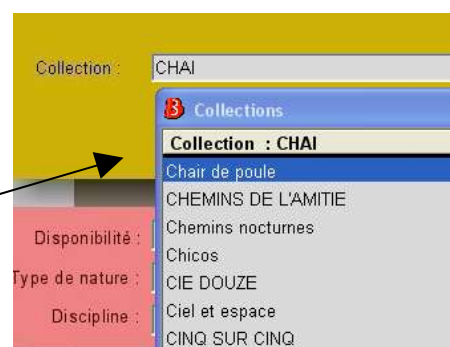 Collection : CHAI
Collections
Collection : CHAI
Chair de poule
CHEMINS DE L'AMITIE
Chemins nocturnes
Chicos
Disponibilité :
CIE DOUZE
Type de nature :
Ciel et espace
Discipline :
CINQ SUR CINQ